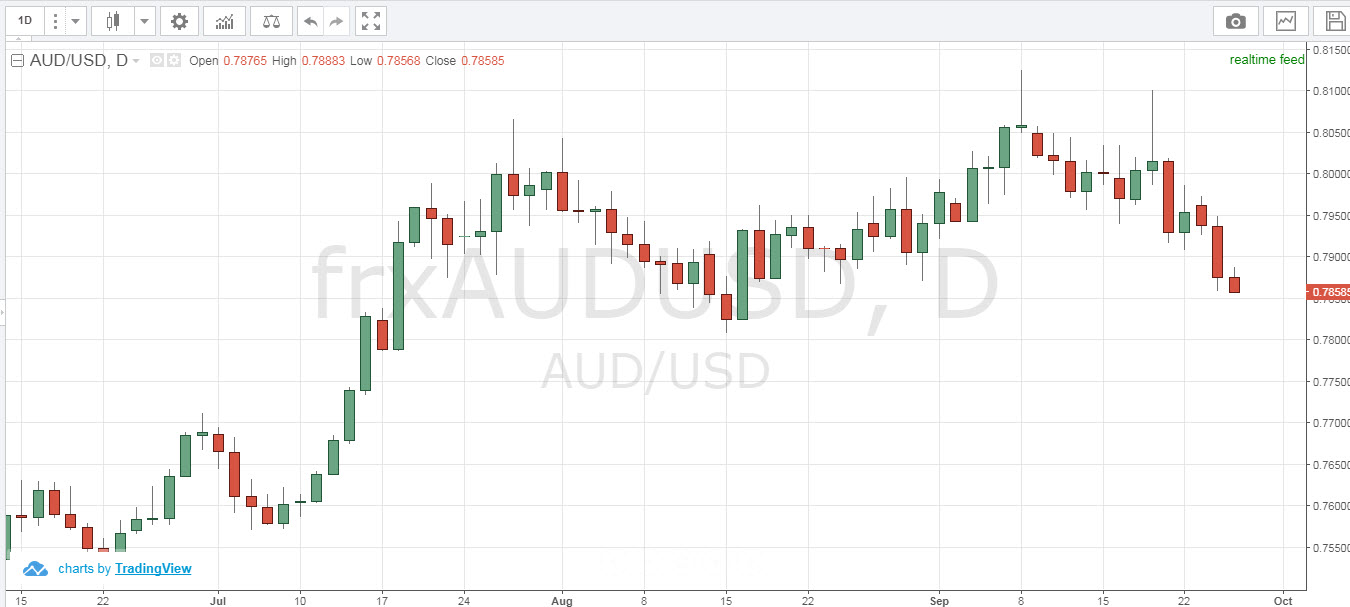 1D
AUD/USD, D Open 0.78765 High 0.78883 Low 0.78568 Close 0.78585
realtime feed
0.81500
0.81000
0.80500
0.80000
0.79500
0.79000
0.78585
0.78500
0.78000
0.77500
0.77000
0.76500
0.76000
0.75500
frxAUDUSD, D
AUD/USD
charts by TradingView
15 22 Jul 10 17 24 Aug 8 15 22 Sep 8 15 22 Oct